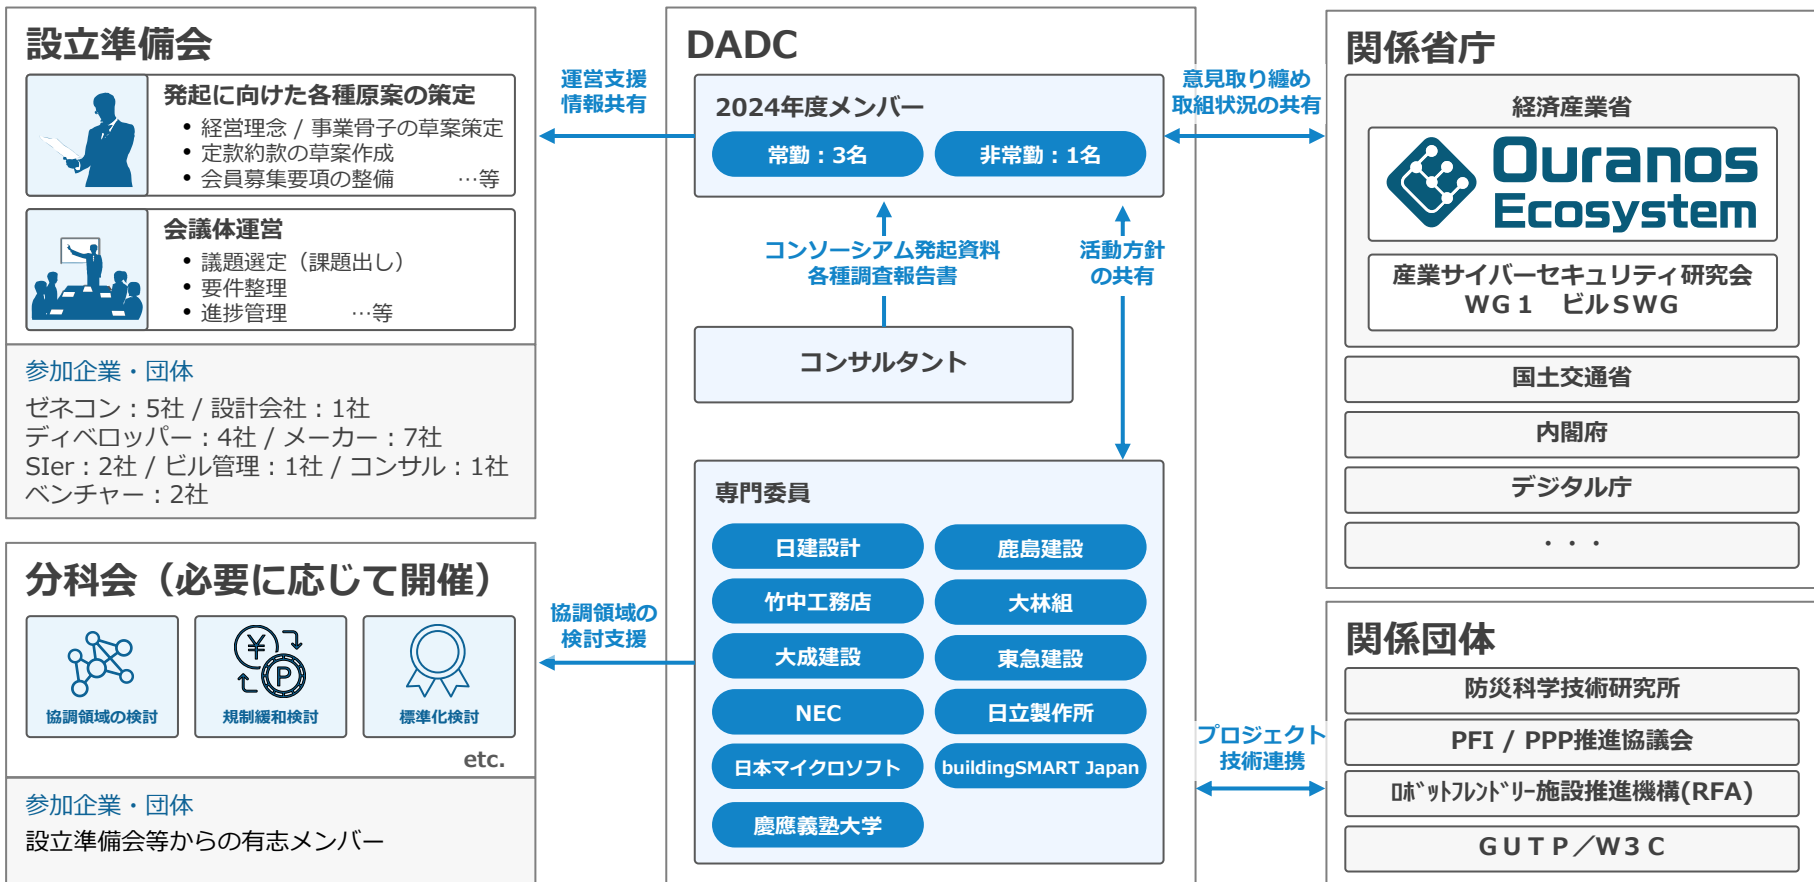 設立準備会
発起に向けた各種原案の策定
• 経営理念 / 事業骨子の草案策定
• 定款約款の草案作成
• 会員募集要項の整備 …等
会議体運営
• 議題選定（課題出し）
• 要件整理
• 進捗管理 …等
参加企業・団体
ゼネコン：5社 / 設計会社：1社
ディベロッパー：4社 / メーカー：7社
SIer：2社 / ビル管理：1社 / コンサル：1社
ベンチャー：2社
分科会（必要に応じて開催）
協調領域の検討
¥
P
規制緩和検討
標準化検討
etc.
参加企業・団体
設立準備会等からの有志メンバー
運営支援
情報共有
協調領域の
検討支援
DADC
2024年度メンバー
常勤：3名
非常勤：1名
コンソーシアム発起資料
各種調査報告書
活動方針
の共有
コンサルタント
専門委員
日建設計
鹿島建設
竹中工務店
大林組
大成建設
東急建設
NEC
日立製作所
日本マイクロソフト
buildingSMART Japan
慶應義塾大学
意見取り纏め
取組状況の共有
プロジェクト
技術連携
関係省庁
経済産業省
Ouranos
Ecosystem
産業サイバーセキュリティ研究会
ＷＧ１　ビルＳＷＧ
国土交通省
内閣府
デジタル庁
・・・
関係団体
防災科学技術研究所
PFI / PPP推進協議会
ﾛﾎﾞｯﾄﾌﾚﾝﾄﾞﾘｰ施設推進機構(RFA)
ＧＵＴＰ／Ｗ３Ｃ